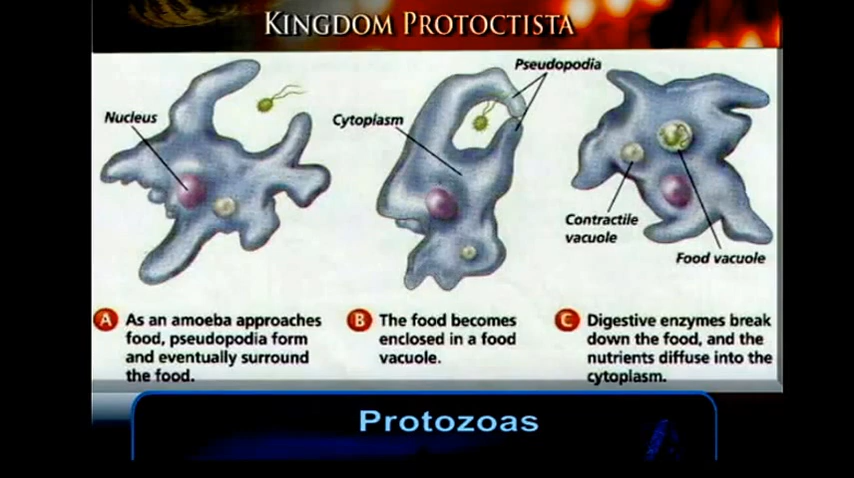 KINGDOM PROTOCTISTA
Pseudopodia
Nucleus
Cytoplasm
Contractile
vacuole
Food vacuole
A As an amoeba approaches
food, pseudopodia form
and eventually surround
the food.
B The food becomes
enclosed in a food
vacuole.
C Digestive enzymes break
down the food, and the
nutrients diffuse into the
cytoplasm.
Protozoas